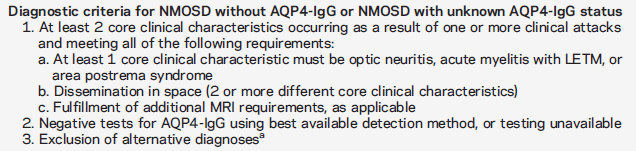 Diagnostic criteria for NMOSD without AQP4-IgG or NMOSD with unknown AQP4-IgG status
1. At least 2 core clinical characteristics occurring as a result of one or more clinical attacks
and meeting all of the following requirements:
a. At least 1 core clinical characteristic must be optic neuritis, acute myelitis with LETM, or
area postrema syndrome
b. Dissemination in space (2 or more different core clinical characteristics)
c. Fulfillment of additional MRI requirements, as applicable
2. Negative tests for AQP4-IgG using best available detection method, or testing unavailable
3. Exclusion of alternative diagnosesa